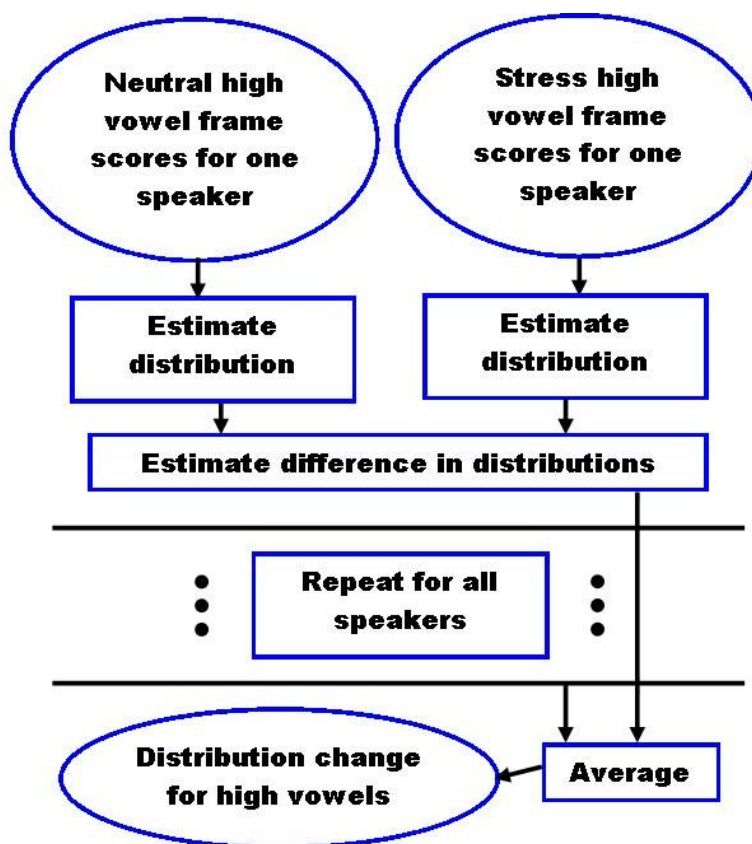 Neutral high
vowel frame
scores for one
speaker
Stress high
vowel frame
scores for one
speaker
Estimate
distribution
Estimate
distribution
Estimate difference in distributions
Repeat for all
speakers
Distribution change
for high vowels
Average